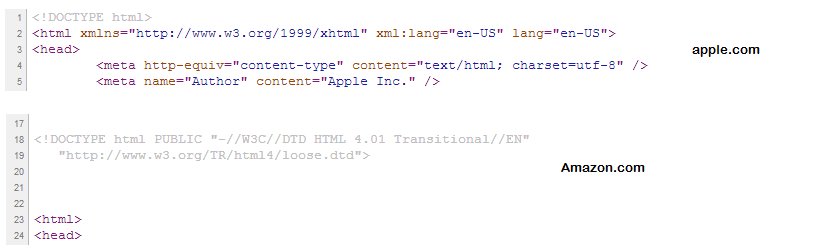 1 <!DOCTYPE html>
2 <html xmlns="http://www.w3.org/1999/xhtml" xml:lang="en-US" lang="en-US">
3 <head>
apple.com
4 <meta http-equiv="content-type" content="text/html; charset=utf-8" />
5 <meta name="Author" content="Apple Inc." />
17
18 <!DOCTYPE html PUBLIC "-//W3C//DTD HTML 4.01 Transitional//EN"
19 "http://www.w3.org/TR/html4/loose.dtd">
20
Amazon.com
21
22
23 <html>
24 <head>